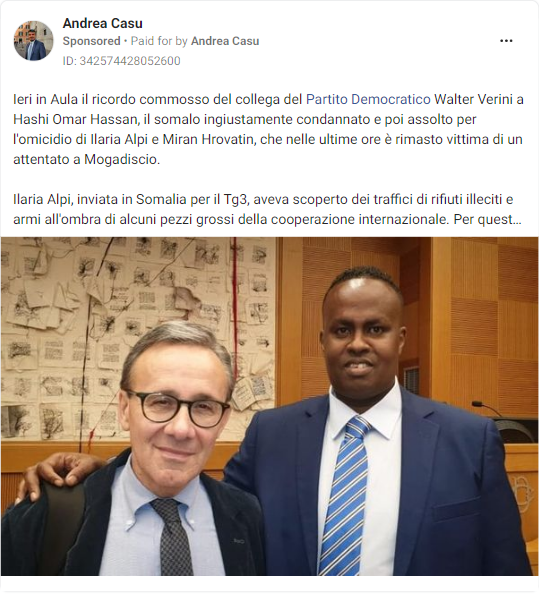 Andrea Casu
Sponsored • Paid for by Andrea Casu
ID: 342574428052600
Ieri in Aula il ricordo commosso del collega del Partito Democratico Walter Verini a
Hashi Omar Hassan, il somalo ingiustamente condannato e poi assolto per
l'omicidio di Ilaria Alpi e Miran Hrovatin, che nelle ultime ore è rimasto vittima di un
attentato a Mogadiscio.
Ilaria Alpi, inviata in Somalia per il Tg3, aveva scoperto dei traffici di rifiuti illeciti e
armi all'ombra di alcuni pezzi grossi della cooperazione internazionale. Per quest...